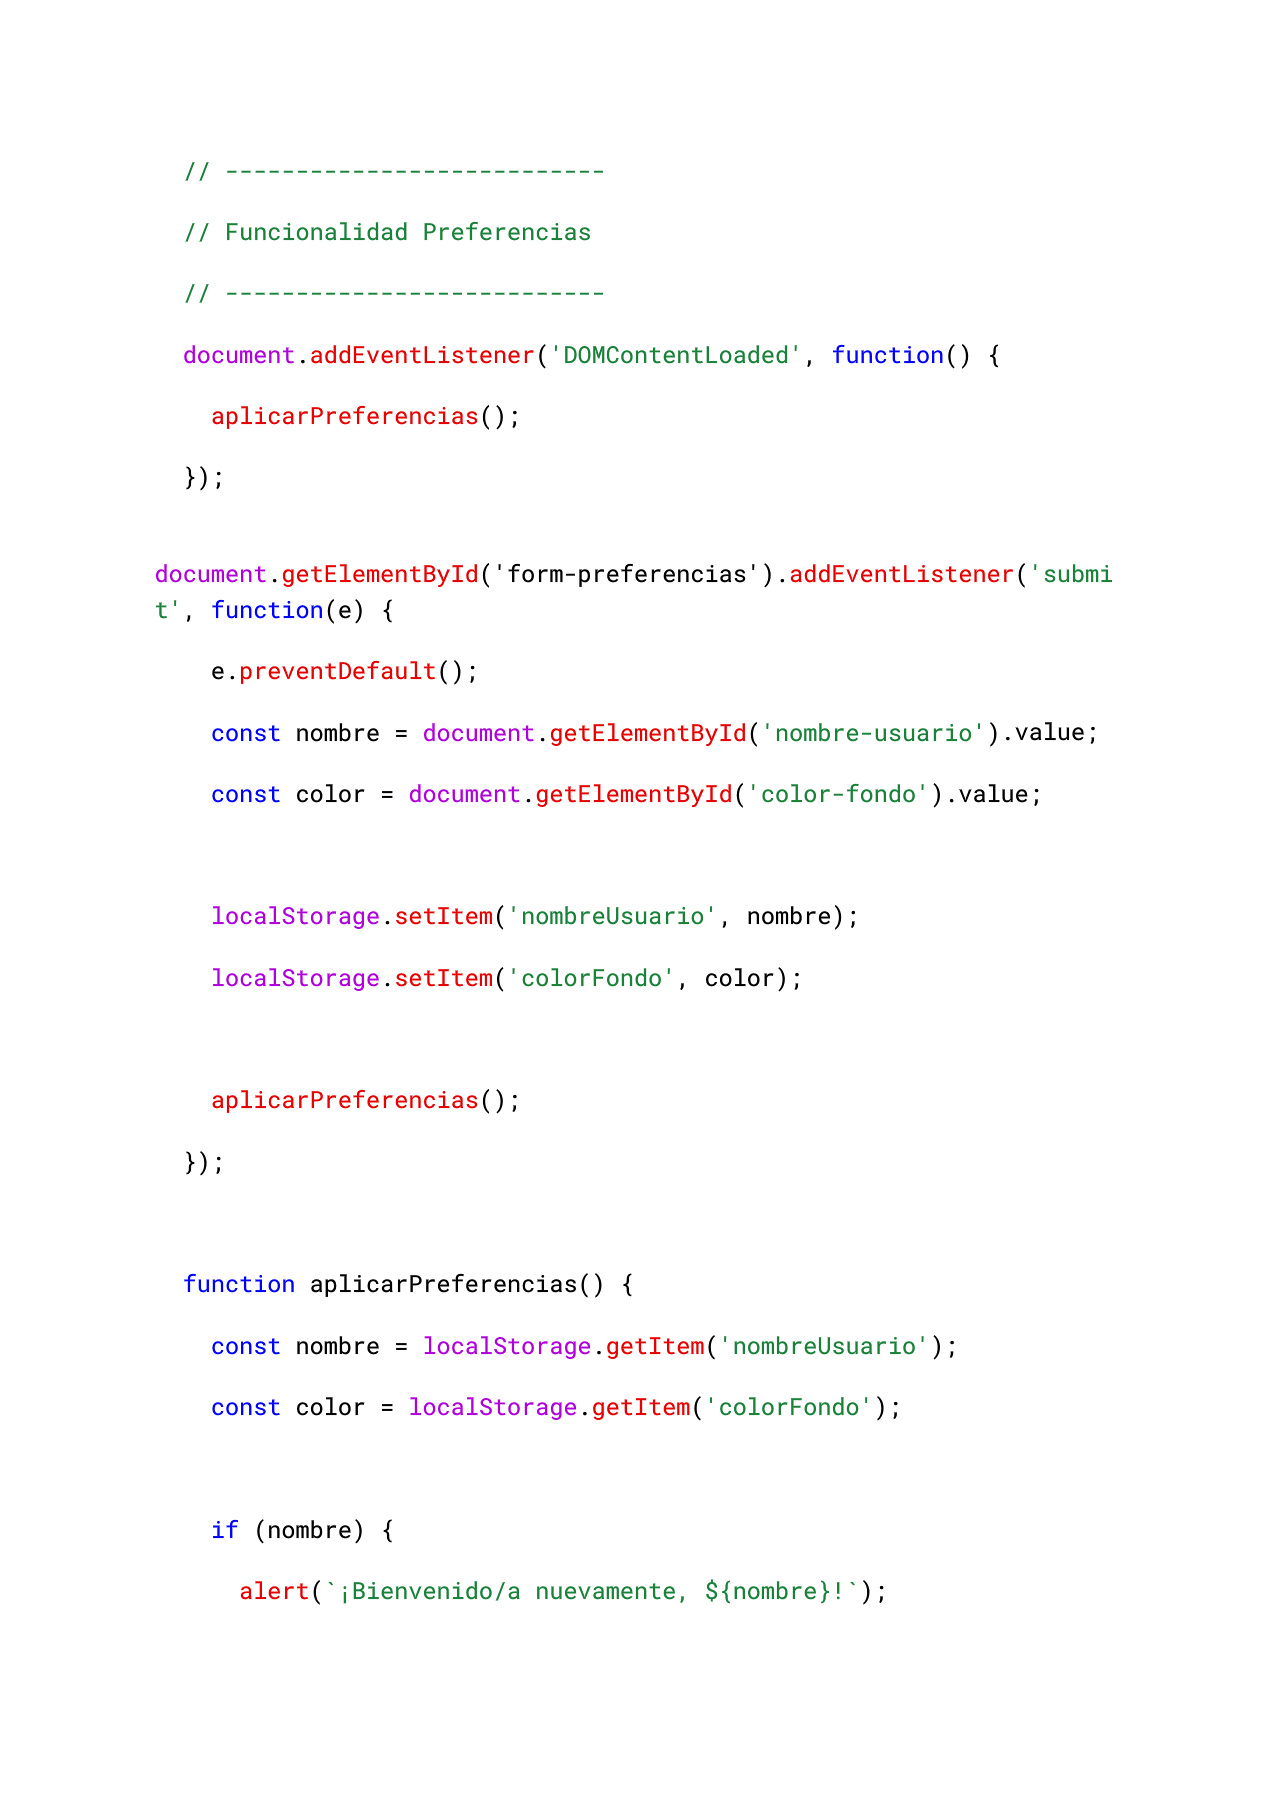 // ---------------------------
// Funcionalidad Preferencias
// ---------------------------
document.addEventListener('DOMContentLoaded', function() {
aplicarPreferencias();
});
document.getElementById('form-preferencias').addEventListener('submi
t', function(e) {
e.preventDefault();
const nombre = document.getElementById('nombre-usuario').value;
const color = document.getElementById('color-fondo').value;
localStorage.setItem('nombreUsuario', nombre);
localStorage.setItem('colorFondo', color);
aplicarPreferencias();
});
function aplicarPreferencias() {
const nombre = localStorage.getItem('nombreUsuario');
const color = localStorage.getItem('colorFondo');
if (nombre) {
alert(`¡Bienvenido/a nuevamente, ${nombre}!`);